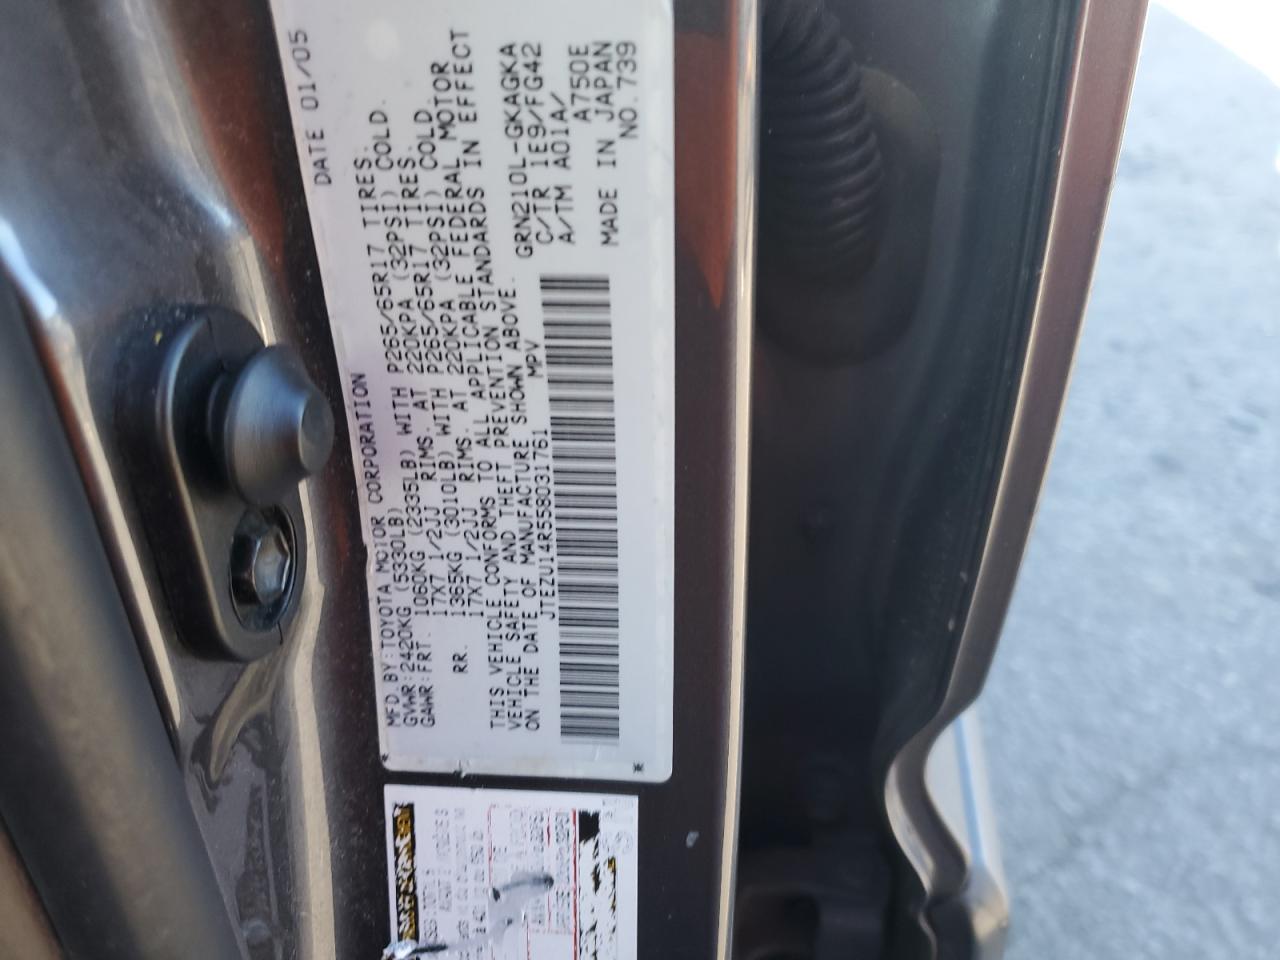 MFD.BY:TOYOTA MOTOR CORPORATION DATE 01/05
GVWR:2420KG (5330LB)
GAWR:FRT. 1060KG (2335LB) WITH P265/65R17 TIRES.
17X7 1/2JJ RIMS. AT 220KPA (32PSI) COLD.
RR. 1365KG (3010LB) WITH P265/65R17 TIRES.
17X7 1/2JJ RIMS. AT 220KPA (32PSI) COLD.
THIS VEHICLE CONFORMS TO ALL APPLICABLE FEDERAL MOTOR
VEHICLE SAFETY AND THEFT PREVENTION STANDARDS IN EFFECT
ON THE DATE OF MANUFACTURE SHOWN ABOVE.
JTEZU14R558031761 MPV
GRN210L-GKAGKA
C/TR 1E9/FG42
A/TM A01A/ A750E
MADE IN JAPAN
NO.739